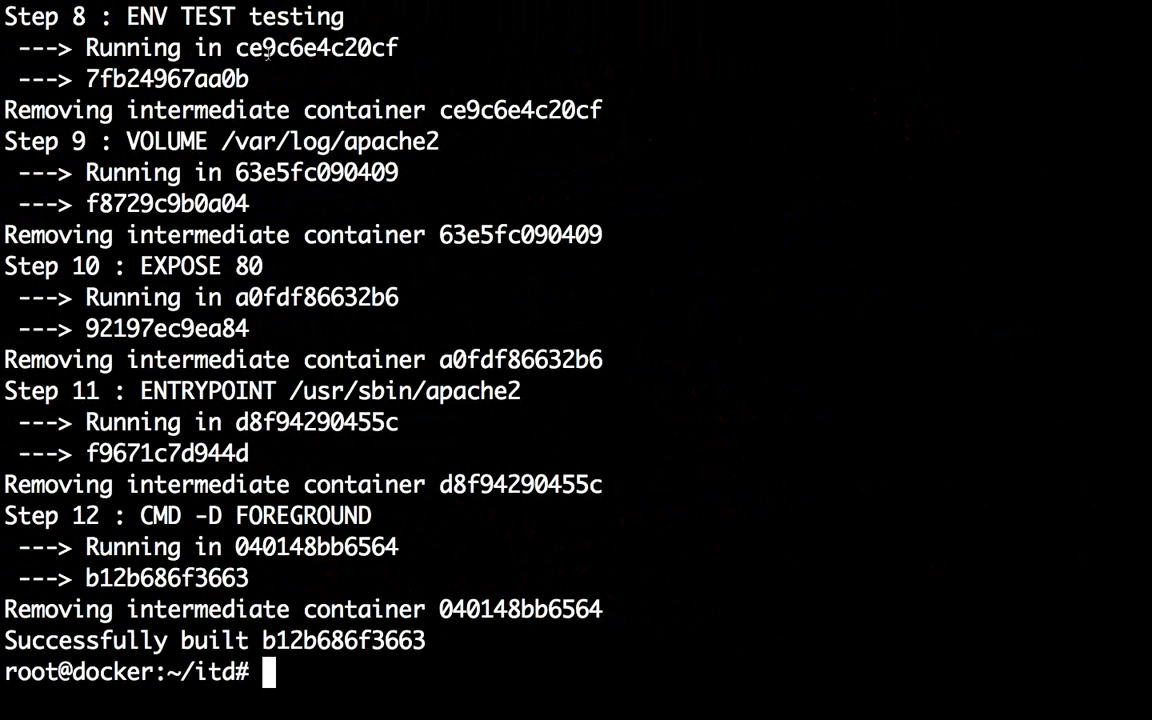 Step 8 : ENV TEST testing
 ---> Running in ce9c6e4c20cf
 ---> 7fb24967aa0b
Removing intermediate container ce9c6e4c20cf
Step 9 : VOLUME /var/log/apache2
 ---> Running in 63e5fc090409
 ---> f8729c9b0a04
Removing intermediate container 63e5fc090409
Step 10 : EXPOSE 80
 ---> Running in a0fdf86632b6
 ---> 92197ec9ea84
Removing intermediate container a0fdf86632b6
Step 11 : ENTRYPOINT /usr/sbin/apache2
 ---> Running in d8f94290455c
 ---> f9671c7d944d
Removing intermediate container d8f94290455c
Step 12 : CMD -D FOREGROUND
 ---> Running in 040148bb6564
 ---> b12b686f3663
Removing intermediate container 040148bb6564
Successfully built b12b686f3663
root@docker:~/itd#